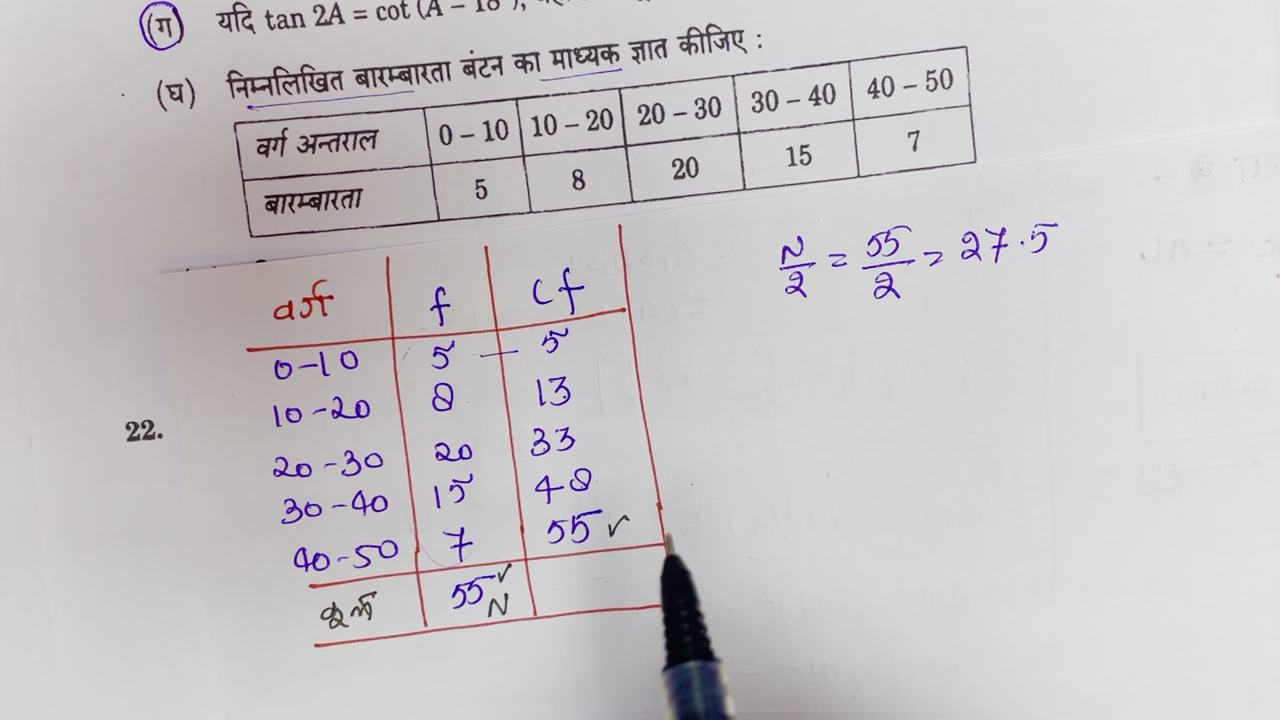 (ग) यदि tan 2A = cot (A – 18
(घ) निम्नलिखित बारम्बारता बंटन का माध्यक ज्ञात कीजिए :
वर्ग अन्तराल 0 – 10 10 – 20 20 – 30 30 – 40 40 – 50
बारम्बारता 5 8 20 15 7
N/2 = 55/2 = 27.5
वर्ग f cf
0-10 5 — 5
10-20 8 13
22.
20-30 20 33
30-40 15 48
40-50 7 55 ✓
कुल 55 ✓ N